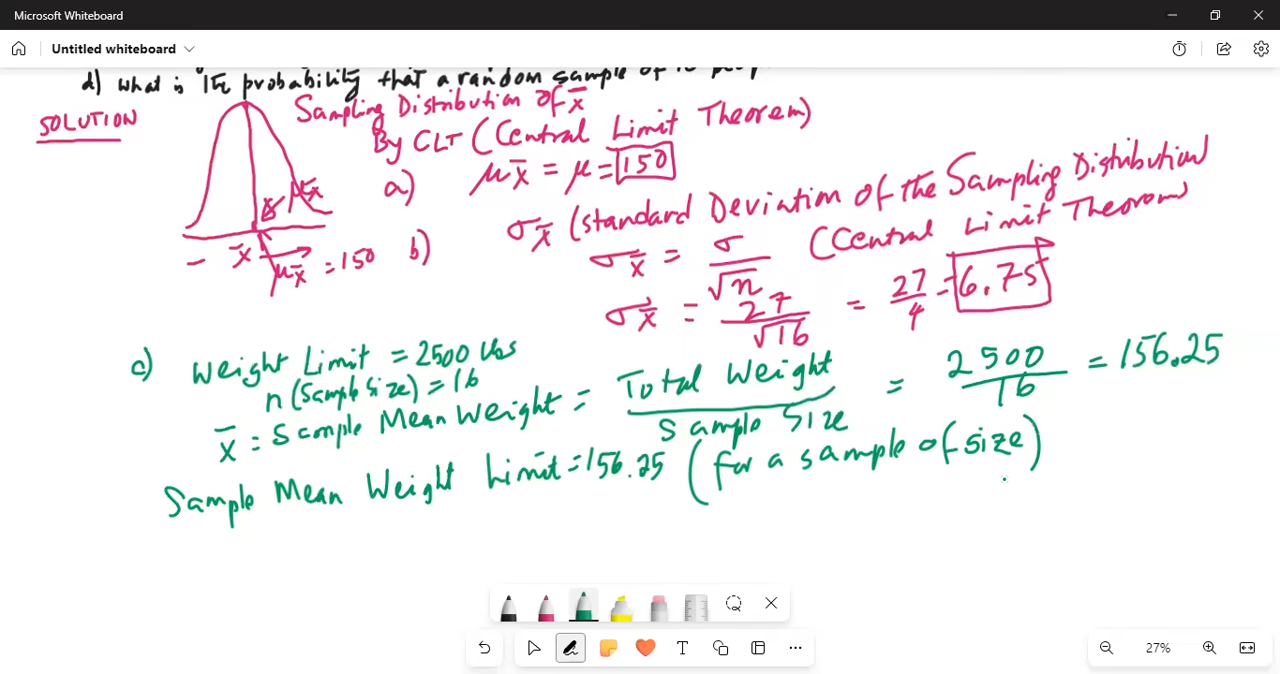 Microsoft Whiteboard
Untitled whiteboard
d) what is the probability that a random sample of 16
SOLUTION
Sampling Distribution of x̄
By CLT (Central Limit Theorem)
a) μx̄ = μ = 150
μx̄
x̄
μx̄ = 150
b) σx̄ (standard Deviation of the Sampling Distribution
σx̄ = σ/√n (Central Limit Theorem
σx̄ = 27/√16 = 27/4 = 6.75
c) Weight Limit = 2500 lbs
n (sample size) = 16
x̄ = Sample Mean Weight = Total Weight/Sample Size = 2500/16 = 156.25
Sample Mean Weight Limit = 156.25 (for a sample of size)
27%